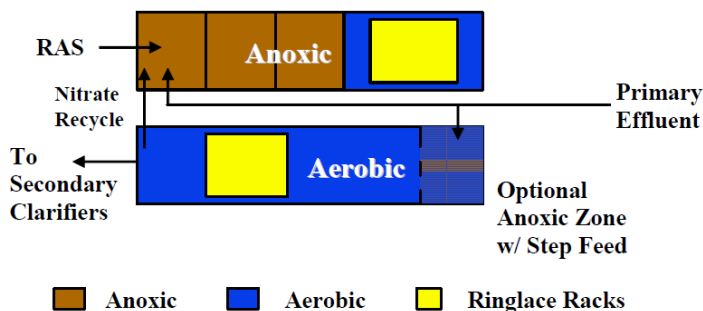 RAS
Anoxic
Nitrate
Recycle
Primary
Effluent
To
Secondary
Clarifiers
Aerobic
Optional
Anoxic Zone
w/ Step Feed
Anoxic
Aerobic
Ringlace Racks